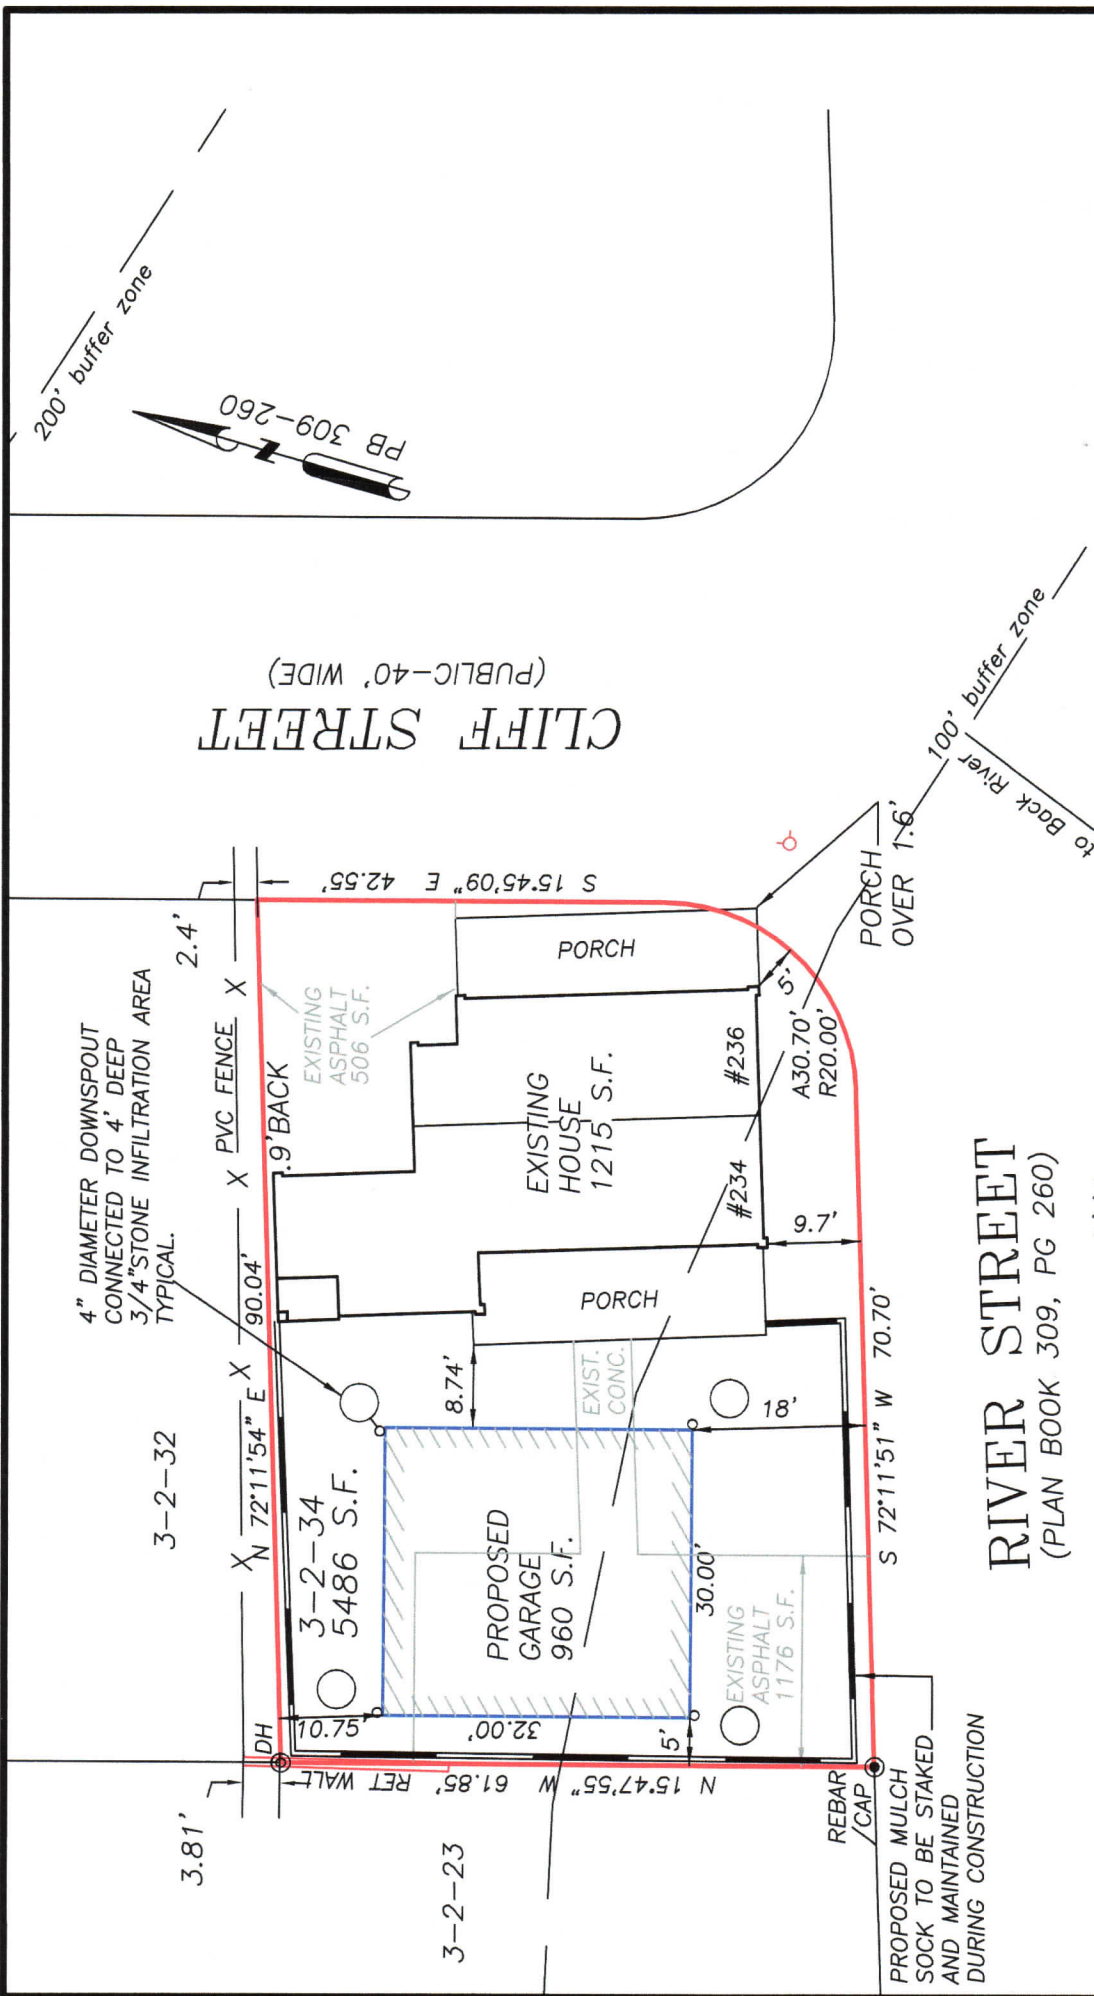 200' buffer zone
PB 309-260
N
CLIFF STREET
(PUBLIC-40' WIDE)
100' buffer zone
to Back River
4" DIAMETER DOWNSPOUT
CONNECTED TO 4' DEEP
3/4"STONE INFILTRATION AREA
TYPICAL.
2.4'
X PVC FENCE X
X
X
3-2-32
N 72°11'54" E 90.04'
.9'BACK
EXISTING
ASPHALT
506 S.F.
S 15°45'09" E 42.55'
PORCH
PORCH
OVER 1.6'
5'
A30.70'
R20.00'
EXISTING
HOUSE
1215 S.F.
#236
#234
9.7'
PORCH
EXIST.
CONC.
8.74'
18'
3-2-34
5486 S.F.
PROPOSED
GARAGE
960 S.F.
30.00'
32.00'
10.75'
5'
EXISTING
ASPHALT
1176 S.F.
DH
3.81'
N 15°47'55" W 61.85' RET WALL
3-2-23
REBAR
/CAP
S 72°11'51" W 70.70'
PROPOSED MULCH
SOCK TO BE STAKED
AND MAINTAINED
DURING CONSTRUCTION
RIVER STREET
(PLAN BOOK 309, PG 260)